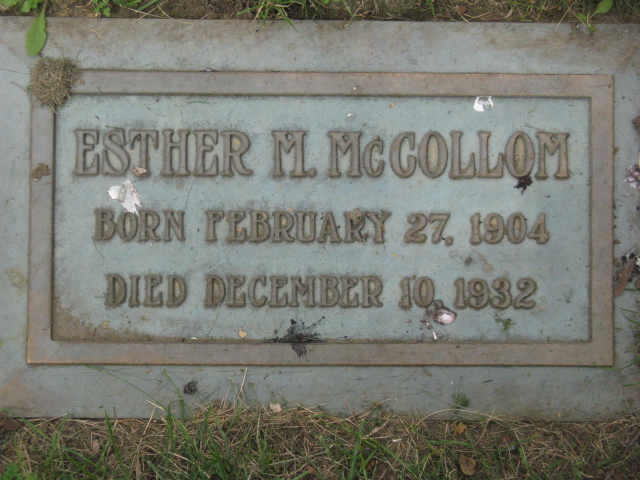 ESTHER M. McCOLLOM
BORN FEBRUARY 27, 1904
DIED DECEMBER 10, 1932